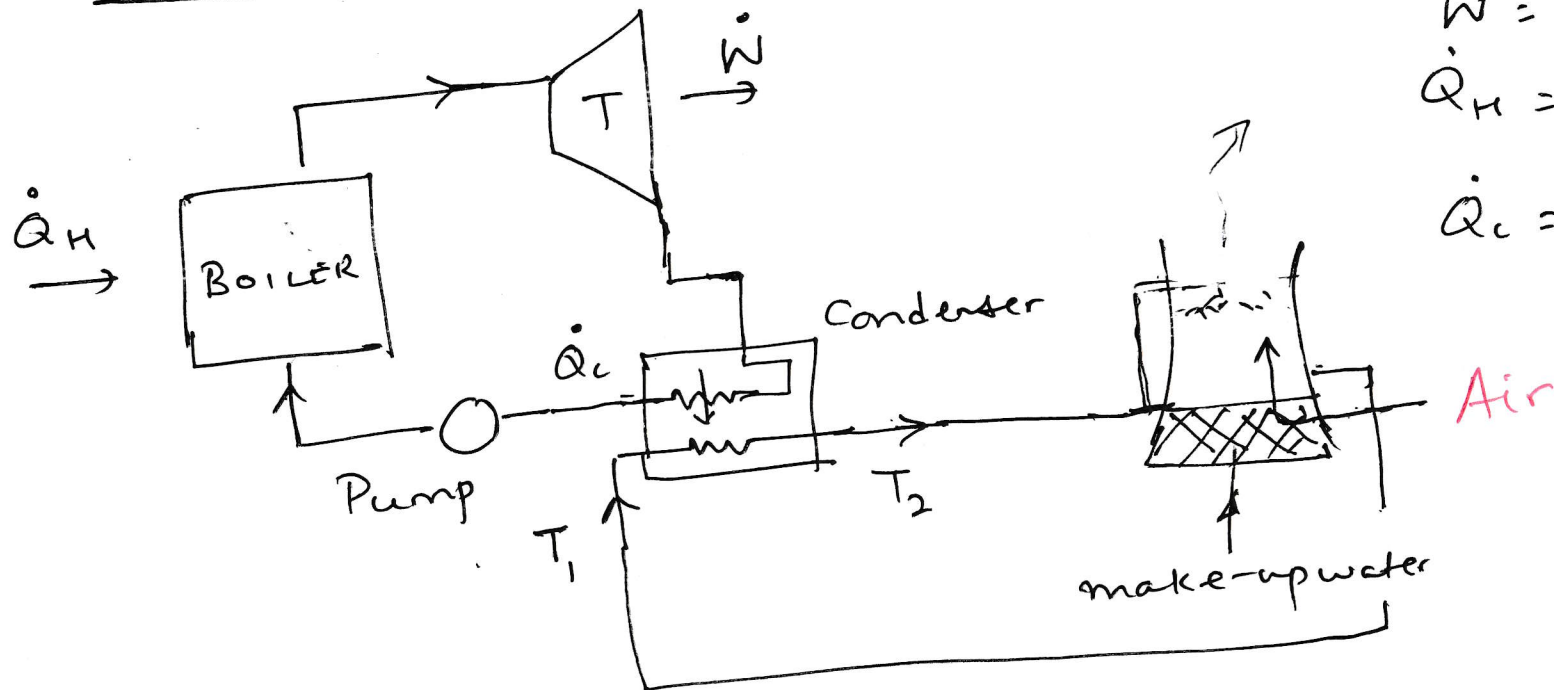 Ẇ =
Q̇H =
Q̇c =
T
Ẇ
Q̇H
BOILER
Condenser
Q̇c
Air
Pump
T1
T2
make-up water